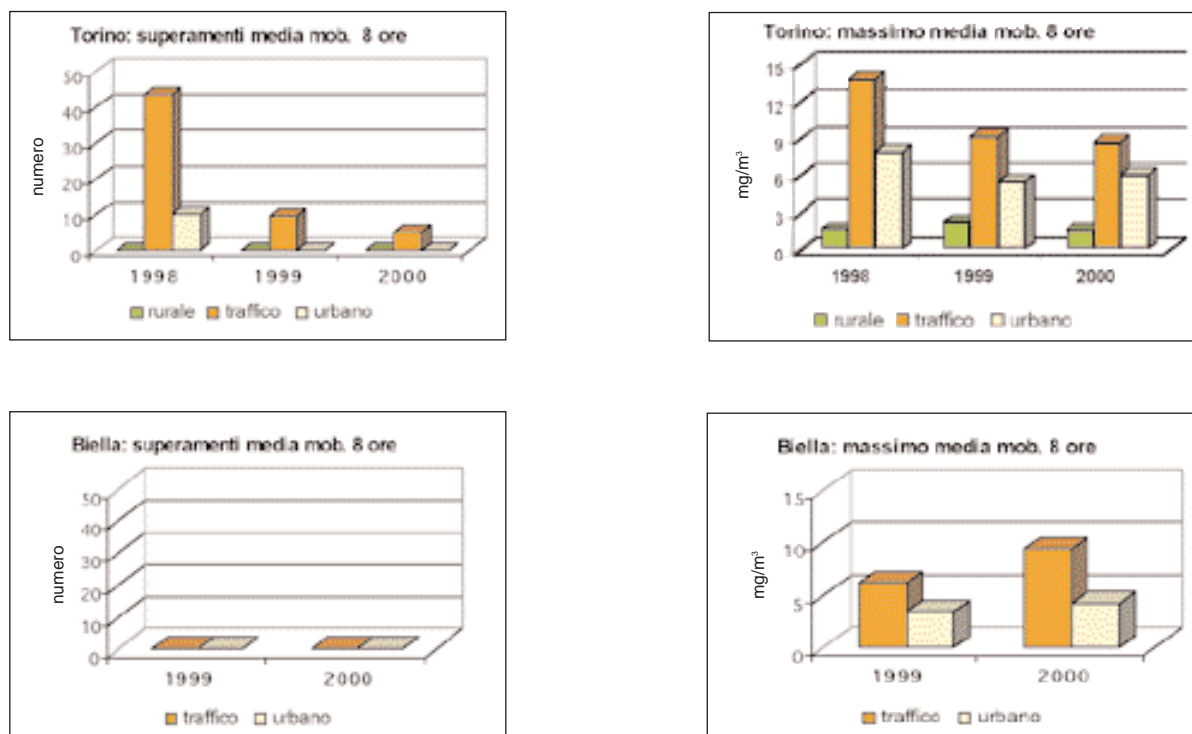 Torino: superamenti media mob. 8 ore
numero
50
40
30
20
10
0
1998 1999 2000
rurale traffico urbano
Torino: massimo media mob. 8 ore
mg/m³
15
12
9
6
3
0
1998 1999 2000
rurale traffico urbano
Biella: superamenti media mob. 8 ore
numero
50
40
30
20
10
0
1999 2000
traffico urbano
Biella: massimo media mob. 8 ore
mg/m³
15
10
5
0
1999 2000
traffico urbano